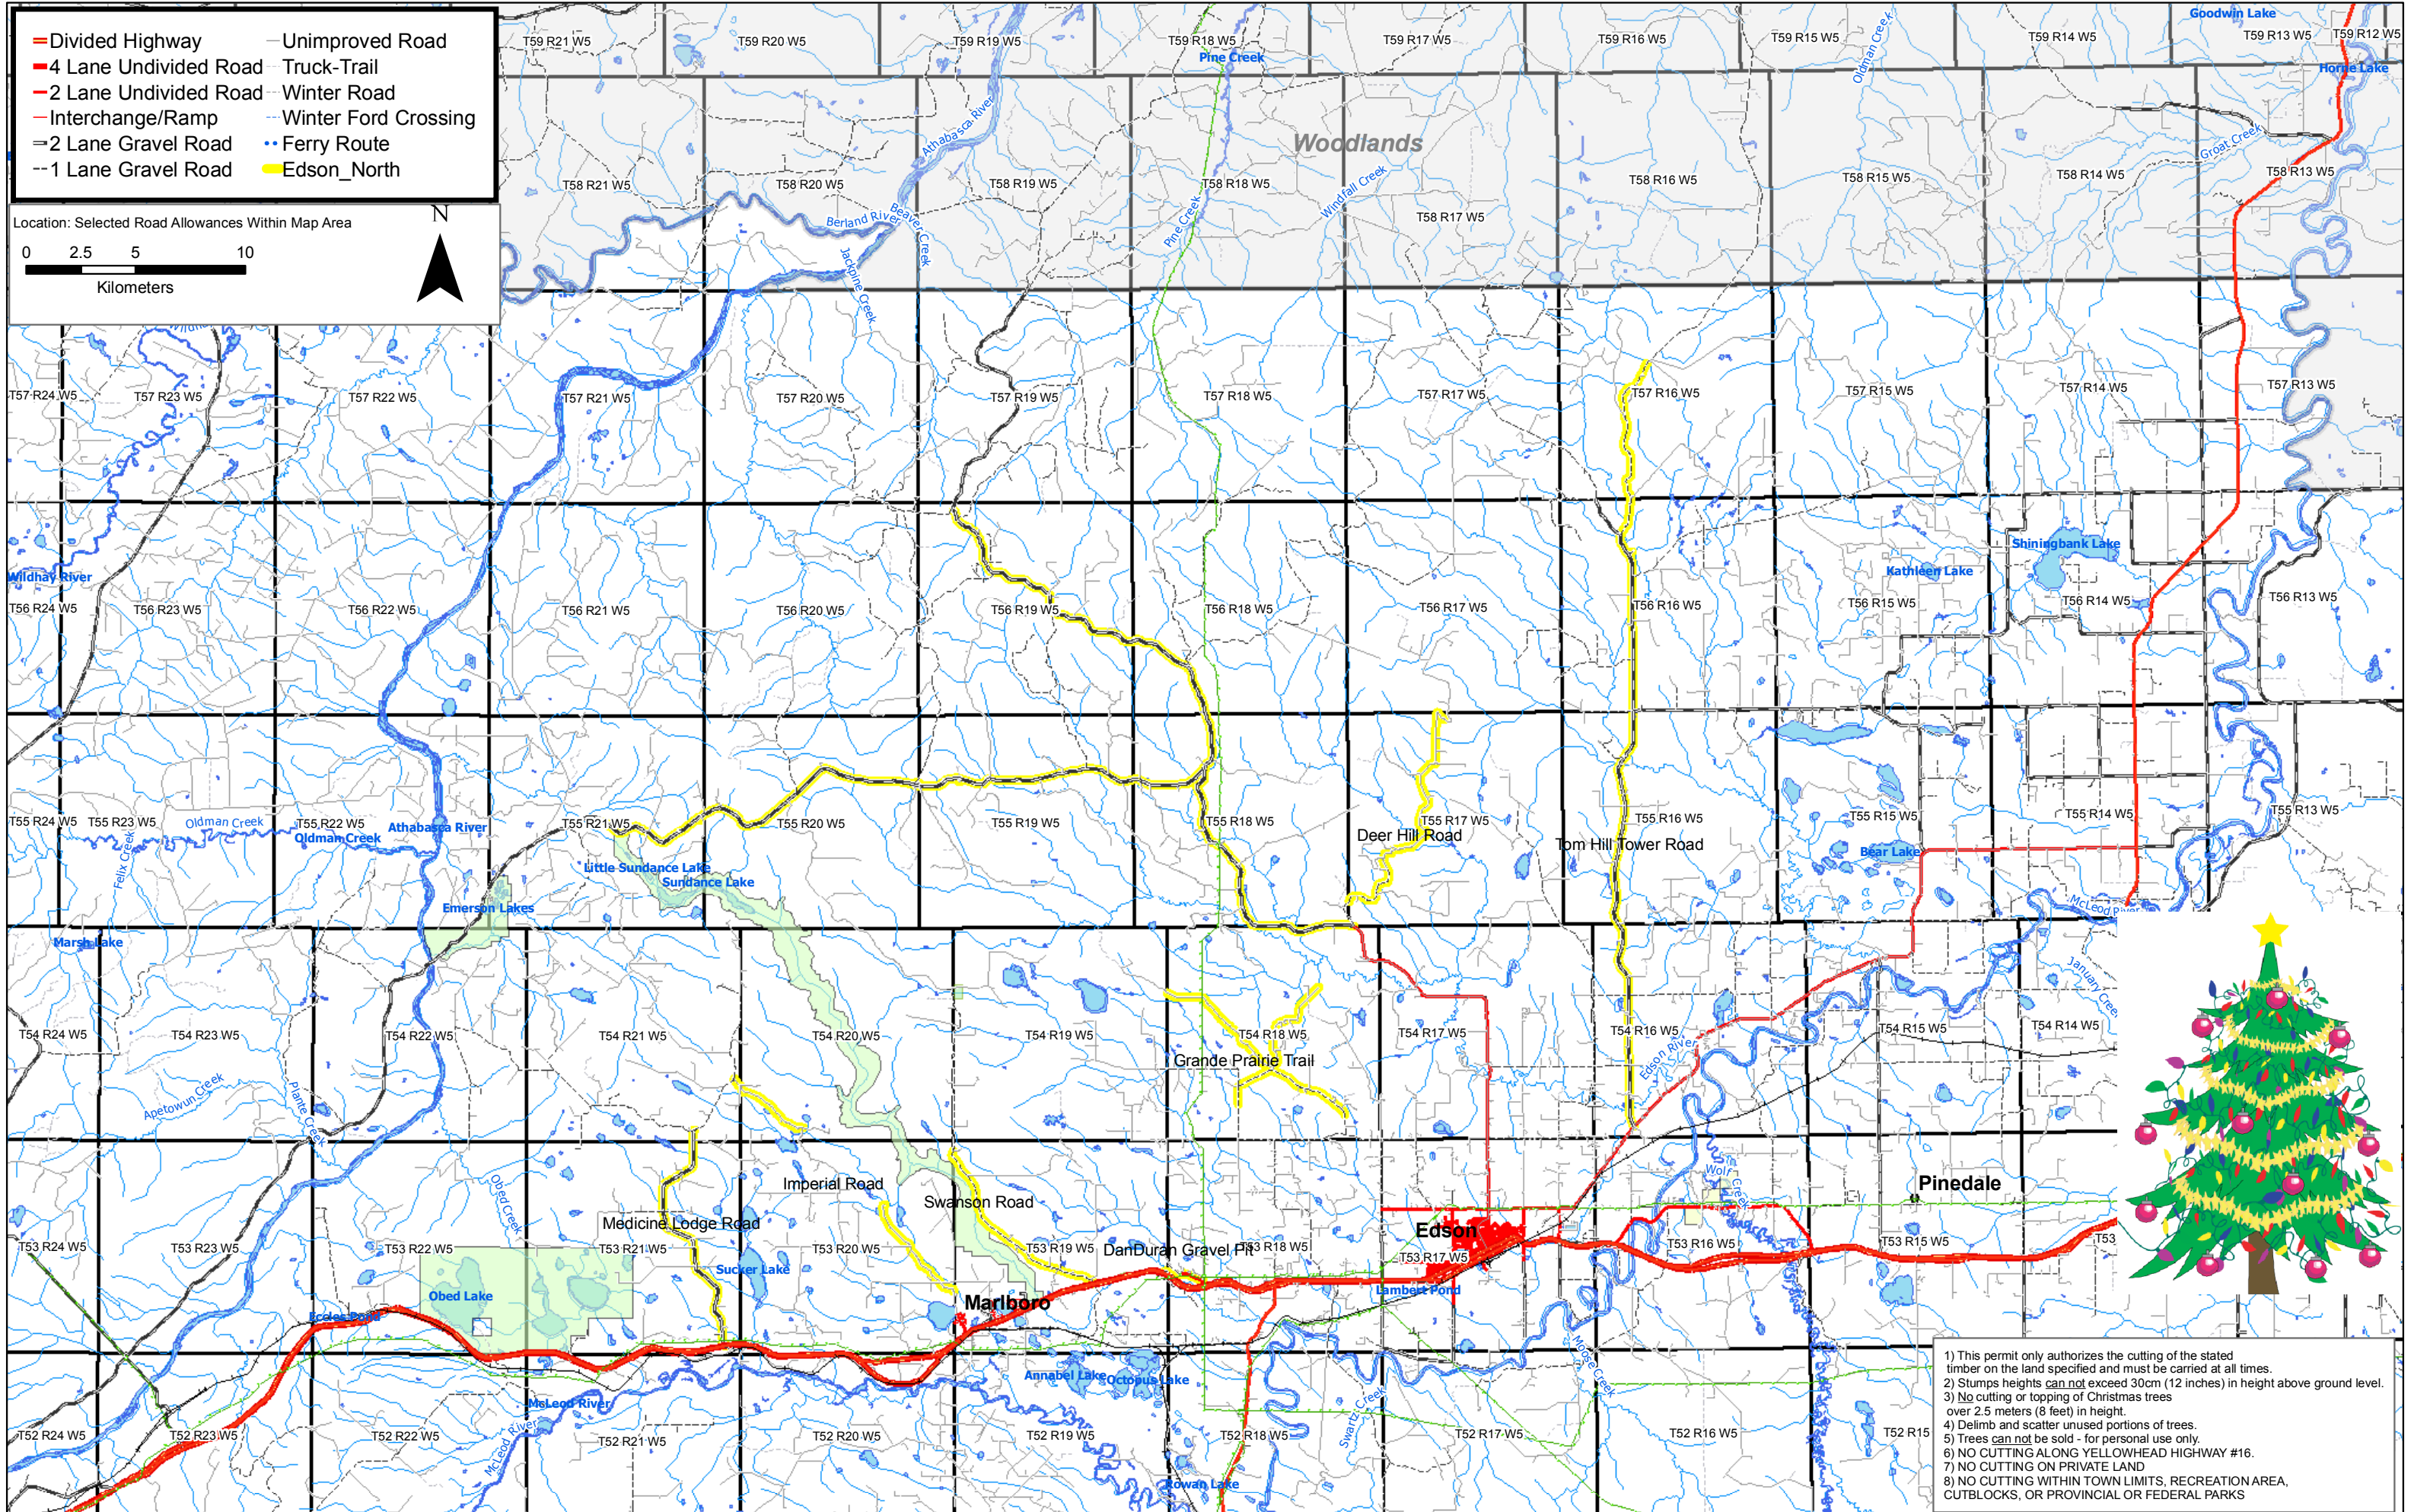 Divided Highway
4 Lane Undivided Road
2 Lane Undivided Road
Interchange/Ramp
2 Lane Gravel Road
1 Lane Gravel Road
Unimproved Road
Truck-Trail
Winter Road
Winter Ford Crossing
Ferry Route
Edson_North
Location: Selected Road Allowances Within Map Area
0 2.5 5 10
Kilometers
N
T59 R21 W5
T59 R20 W5
T59 R19 W5
T59 R18 W5
Pine Creek
T59 R17 W5
T59 R16 W5
T59 R15 W5
Oldman Creek
T59 R14 W5
Goodwin Lake
T59 R13 W5
T59 R12 W5
Horne Lake
Woodlands
Athabasca River
Groat Creek
T58 R21 W5
T58 R20 W5
T58 R19 W5
T58 R18 W5
Windfall Creek
T58 R17 W5
T58 R16 W5
T58 R15 W5
T58 R14 W5
T58 R13 W5
Berland River
Beaver Creek
Pine Creek
Jackpine Creek
T57 R24 W5
T57 R23 W5
T57 R22 W5
T57 R21 W5
T57 R20 W5
T57 R19 W5
T57 R18 W5
T57 R17 W5
T57 R16 W5
T57 R15 W5
T57 R14 W5
T57 R13 W5
Shiningbank Lake
Kathleen Lake
Wildhay River
T56 R24 W5
T56 R23 W5
T56 R22 W5
T56 R21 W5
T56 R20 W5
T56 R19 W5
T56 R18 W5
T56 R17 W5
T56 R16 W5
T56 R15 W5
T56 R14 W5
T56 R13 W5
T55 R24 W5
T55 R23 W5
Oldman Creek
T55 R22 W5
Oldman Creek
Athabasca River
Felix Creek
T55 R21 W5
T55 R20 W5
T55 R19 W5
T55 R18 W5
T55 R17 W5
Deer Hill Road
T55 R16 W5
Tom Hill Tower Road
T55 R15 W5
Bear Lake
T55 R14 W5
T55 R13 W5
Little Sundance Lake
Sundance Lake
Emerson Lakes
McLeod River
Marsh Lake
January Creek
T54 R24 W5
T54 R23 W5
T54 R22 W5
T54 R21 W5
T54 R20 W5
T54 R19 W5
T54 R18 W5
Grande Prairie Trail
T54 R17 W5
T54 R16 W5
Edson River
T54 R15 W5
T54 R14 W5
Apetowun Creek
Plante Creek
Obed Creek
Imperial Road
Swanson Road
Medicine Lodge Road
DanDuran Gravel Pit
Wolf Creek
Pinedale
Edson
T53 R24 W5
T53 R23 W5
T53 R22 W5
T53 R21 W5
T53 R20 W5
T53 R19 W5
T53 R18 W5
T53 R17 W5
T53 R16 W5
T53 R15 W5
T53
Sucker Lake
Obed Lake
Eccles Pond
Marlboro
Lambert Pond
Annabel Lake
Octopus Lake
Moose Creek
McLeod River
McLeod River
Swartz Creek
T52 R24 W5
T52 R23 W5
T52 R22 W5
T52 R21 W5
T52 R20 W5
T52 R19 W5
T52 R18 W5
T52 R17 W5
T52 R16 W5
T52 R15
Rowan Lake
1) This permit only authorizes the cutting of the stated
timber on the land specified and must be carried at all times.
2) Stumps heights can not exceed 30cm (12 inches) in height above ground level.
3) No cutting or topping of Christmas trees
over 2.5 meters (8 feet) in height.
4) Delimb and scatter unused portions of trees.
5) Trees can not be sold - for personal use only.
6) NO CUTTING ALONG YELLOWHEAD HIGHWAY #16.
7) NO CUTTING ON PRIVATE LAND
8) NO CUTTING WITHIN TOWN LIMITS, RECREATION AREA,
CUTBLOCKS, OR PROVINCIAL OR FEDERAL PARKS